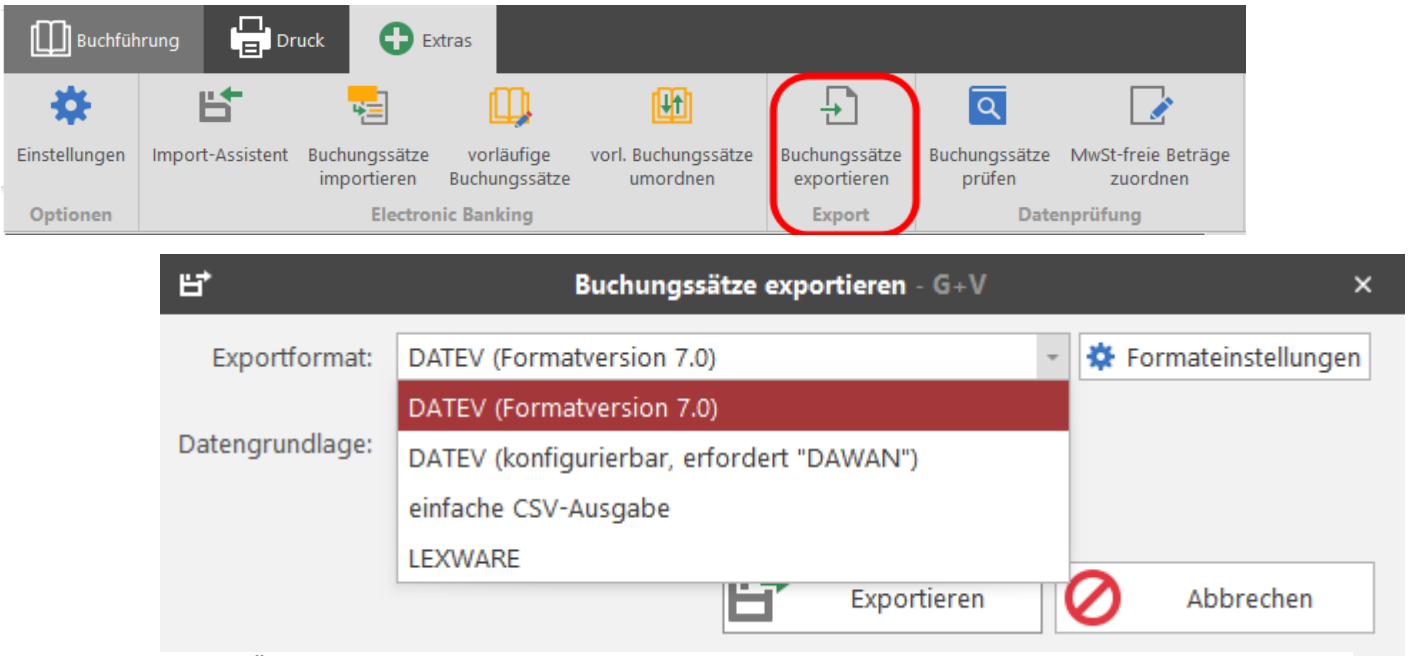 Buchführung Druck Extras
Einstellungen Import-Assistent Buchungssätze vorläufige vorl. Buchungssätze Buchungssätze Buchungssätze MwSt-freie Beträge
importieren Buchungssätze umordnen exportieren prüfen zuordnen
Optionen Electronic Banking Export Datenprüfung
Buchungssätze exportieren - G+V
Exportformat: DATEV (Formatversion 7.0) Formateinstellungen
DATEV (Formatversion 7.0)
Datengrundlage:
DATEV (konfigurierbar, erfordert "DAWAN")
einfache CSV-Ausgabe
LEXWARE
Exportieren Abbrechen